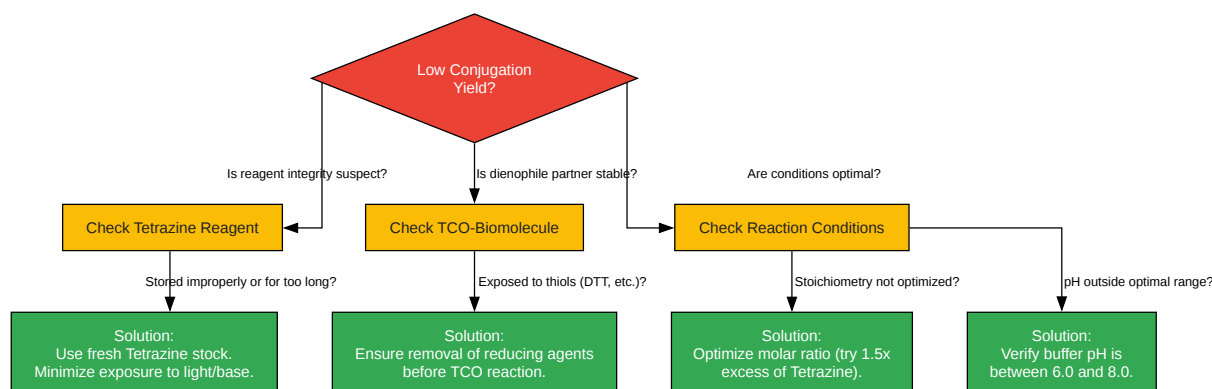 Low Conjugation
Yield?
Is reagent integrity suspect?
Is dienophile partner stable?
Are conditions optimal?
Check Tetrazine Reagent
Check TCO-Biomolecule
Check Reaction Conditions
Stored improperly or for too long?
Exposed to thiols (DTT, etc.)?
Stoichiometry not optimized?
pH outside optimal range?
Solution:
Use fresh Tetrazine stock.
Minimize exposure to light/base.
Solution:
Ensure removal of reducing agents
before TCO reaction.
Solution:
Optimize molar ratio (try 1.5x
excess of Tetrazine).
Solution:
Verify buffer pH is
between 6.0 and 8.0.